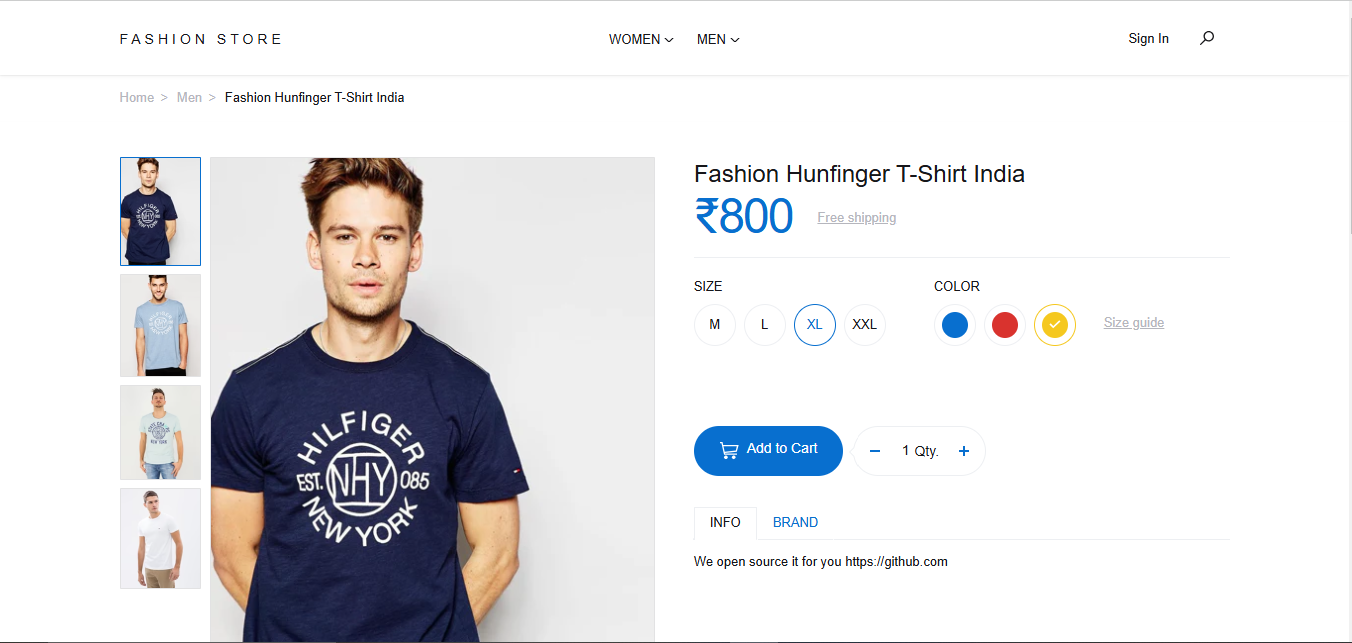 FASHION STORE
WOMEN
MEN
Sign In
Home > Men > Fashion Hunfinger T-Shirt India
Fashion Hunfinger T-Shirt India
₹800
Free shipping
SIZE
M
L
XL
XXL
COLOR
Size guide
HILFIGER
EST. NHY 085
NEW YORK
Add to Cart
− 1 Qty. +
INFO
BRAND
We open source it for you https://github.com